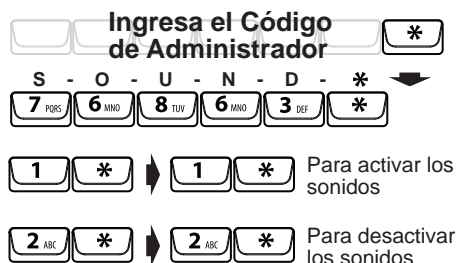 Ingresa el Código
de Administrador *
S - O - U - N - D - *
7 PQRS 6 MNO 8 TUV 6 MNO 3 DEF *
1 * 1 * Para activar los
sonidos
2 ABC * 2 ABC * Para desactivar
los sonidos